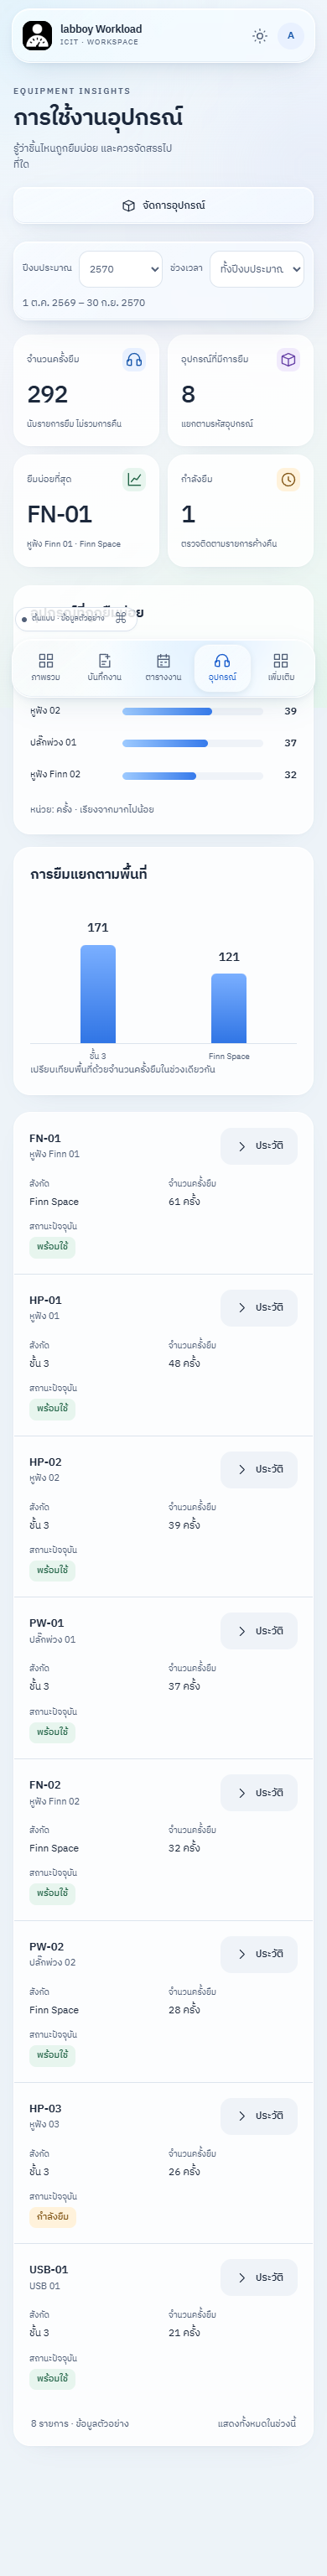 labboy Workload
ICIT · WORKSPACE
A
EQUIPMENT INSIGHTS
การใช้งานอุปกรณ์
รู้ว่าชิ้นไหนถูกยืมบ่อย และควรจัดสรรไป
ที่ใด
จัดการอุปกรณ์
ปีงบประมาณ
2570
ช่วงเวลา
ทั้งปีงบประมาณ
1 ต.ค. 2569 – 30 ก.ย. 2570
จำนวนครั้งยืม
292
นับรายการยืม ไม่รวมการคืน
อุปกรณ์ที่มีการยืม
8
แยกตามรหัสอุปกรณ์
ยืมบ่อยที่สุด
FN-01
หูฟัง Finn 01 · Finn Space
กำลังยืม
1
ตรวจติดตามรายการค้างคืน
อุปกรณ์ที่ถูกยืมบ่อย
ต้นแบบ · ข้อมูลตัวอย่าง
ภาพรวม
บันทึกงาน
ตารางงาน
อุปกรณ์
เพิ่มเติม
หูฟัง 02
39
ปลั๊กพ่วง 01
37
หูฟัง Finn 02
32
หน่วย: ครั้ง · เรียงจากมากไปน้อย
การยืมแยกตามพื้นที่
171
121
ชั้น 3
Finn Space
เปรียบเทียบพื้นที่ด้วยจำนวนครั้งยืมในช่วงเดียวกัน
FN-01
หูฟัง Finn 01
ประวัติ
สังกัด
จำนวนครั้งยืม
Finn Space
61 ครั้ง
สถานะปัจจุบัน
พร้อมใช้
HP-01
หูฟัง 01
ประวัติ
สังกัด
จำนวนครั้งยืม
ชั้น 3
48 ครั้ง
สถานะปัจจุบัน
พร้อมใช้
HP-02
หูฟัง 02
ประวัติ
สังกัด
จำนวนครั้งยืม
ชั้น 3
39 ครั้ง
สถานะปัจจุบัน
พร้อมใช้
PW-01
ปลั๊กพ่วง 01
ประวัติ
สังกัด
จำนวนครั้งยืม
ชั้น 3
37 ครั้ง
สถานะปัจจุบัน
พร้อมใช้
FN-02
หูฟัง Finn 02
ประวัติ
สังกัด
จำนวนครั้งยืม
Finn Space
32 ครั้ง
สถานะปัจจุบัน
พร้อมใช้
PW-02
ปลั๊กพ่วง 02
ประวัติ
สังกัด
จำนวนครั้งยืม
Finn Space
28 ครั้ง
สถานะปัจจุบัน
พร้อมใช้
HP-03
หูฟัง 03
ประวัติ
สังกัด
จำนวนครั้งยืม
ชั้น 3
26 ครั้ง
สถานะปัจจุบัน
กำลังยืม
USB-01
USB 01
ประวัติ
สังกัด
จำนวนครั้งยืม
ชั้น 3
21 ครั้ง
สถานะปัจจุบัน
พร้อมใช้
8 รายการ · ข้อมูลตัวอย่าง
แสดงทั้งหมดในช่วงนี้